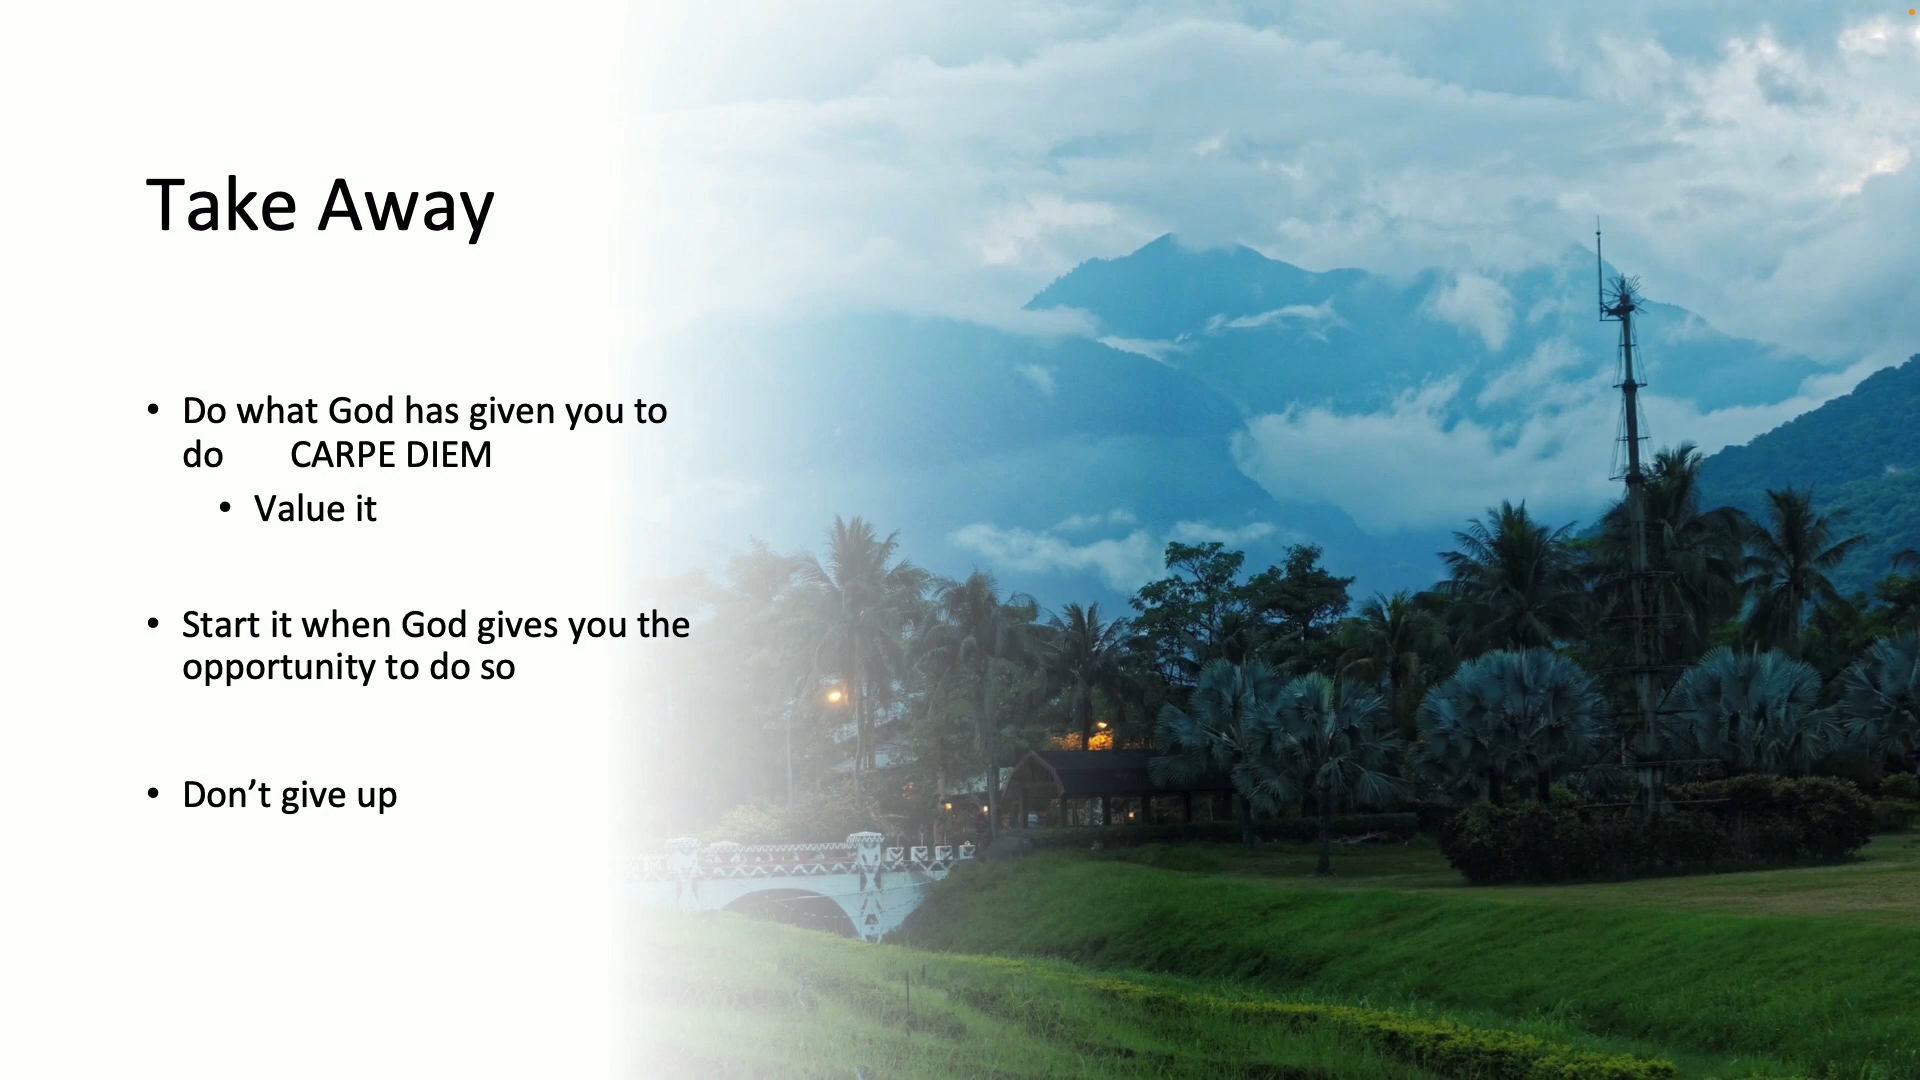 Take Away
• Do what God has given you to
do CARPE DIEM
• Value it
• Start it when God gives you the
opportunity to do so
• Don’t give up